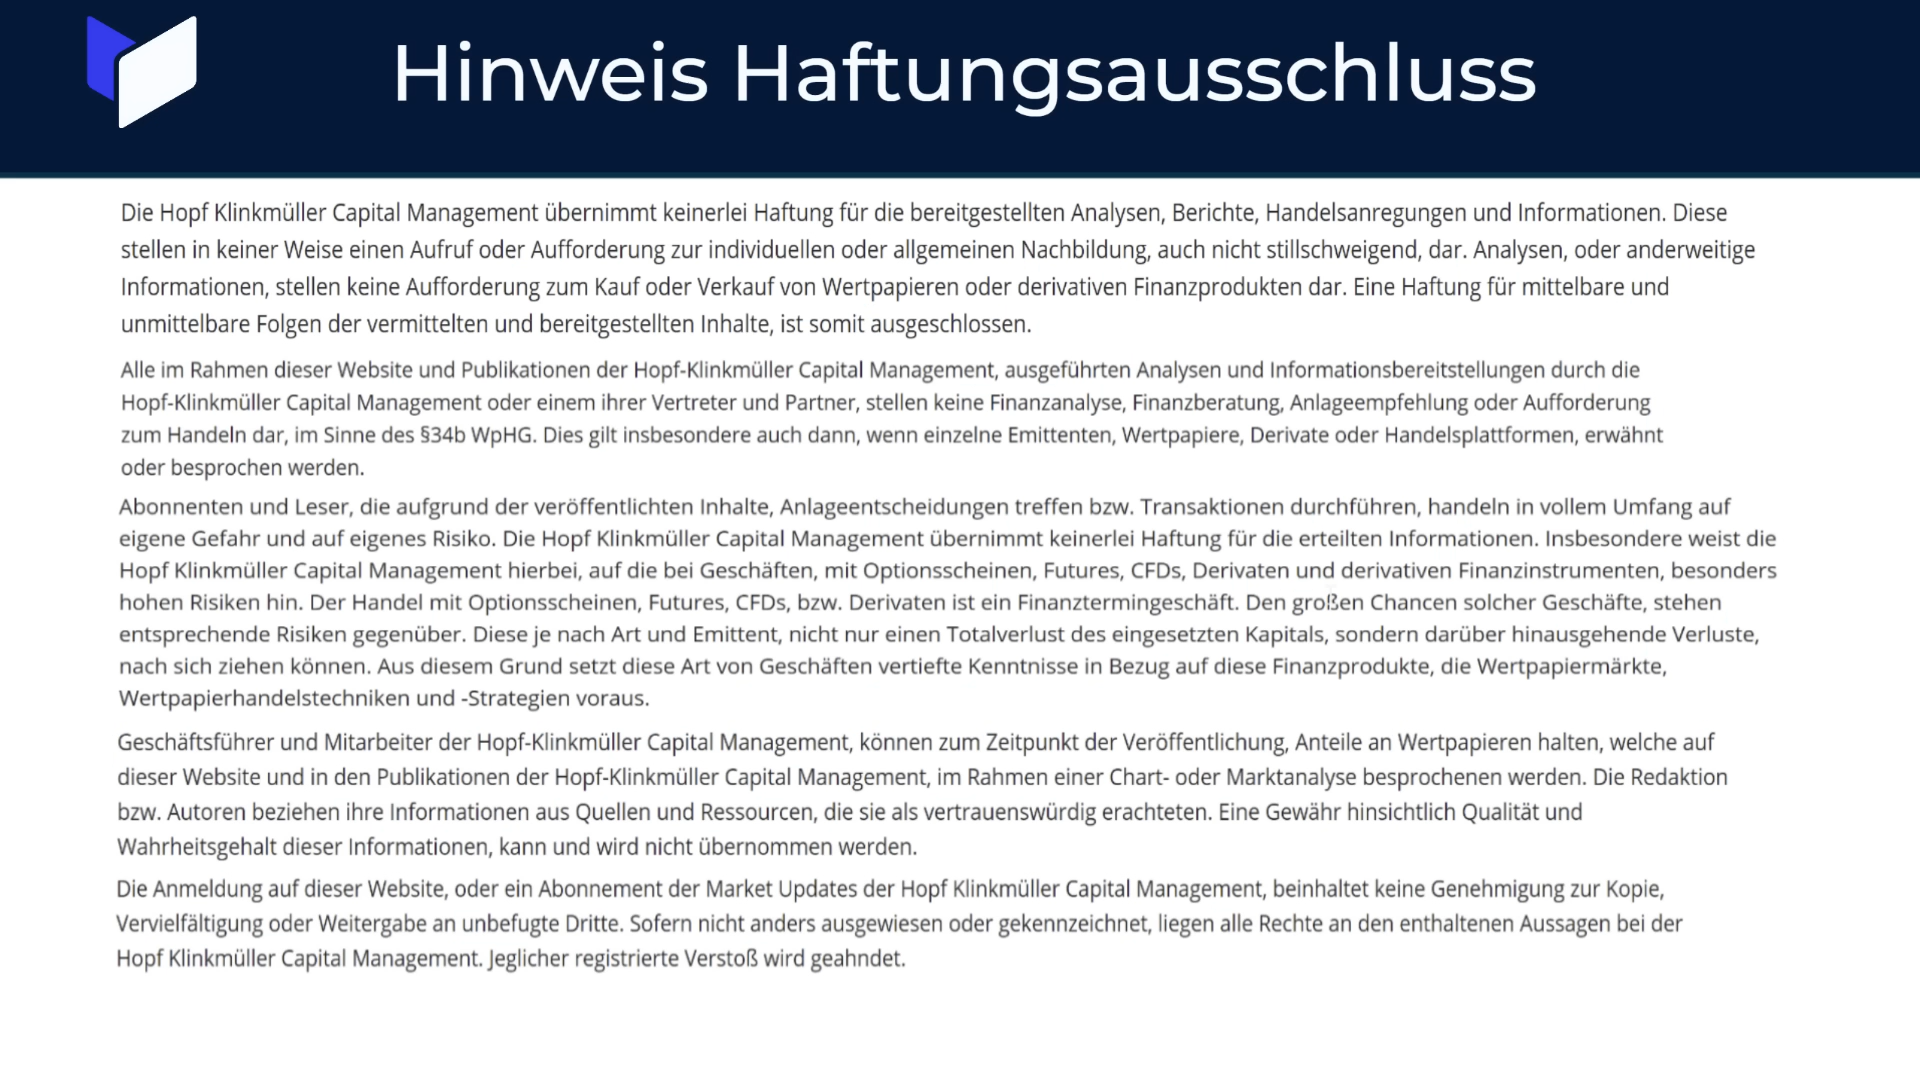 Hinweis Haftungsausschluss
Die Hopf Klinkmüller Capital Management übernimmt keinerlei Haftung für die bereitgestellten Analysen, Berichte, Handelsanregungen und Informationen. Diese
stellen in keiner Weise einen Aufruf oder Aufforderung zur individuellen oder allgemeinen Nachbildung, auch nicht stillschweigend, dar. Analysen, oder anderweitige
Informationen, stellen keine Aufforderung zum Kauf oder Verkauf von Wertpapieren oder derivativen Finanzprodukten dar. Eine Haftung für mittelbare und
unmittelbare Folgen der vermittelten und bereitgestellten Inhalte, ist somit ausgeschlossen.
Alle im Rahmen dieser Website und Publikationen der Hopf-Klinkmüller Capital Management, ausgeführten Analysen und Informationsbereitstellungen durch die
Hopf-Klinkmüller Capital Management oder einem ihrer Vertreter und Partner, stellen keine Finanzanalyse, Finanzberatung, Anlageempfehlung oder Aufforderung
zum Handeln dar, im Sinne des §34b WpHG. Dies gilt insbesondere auch dann, wenn einzelne Emittenten, Wertpapiere, Derivate oder Handelsplattformen, erwähnt
oder besprochen werden.
Abonnenten und Leser, die aufgrund der veröffentlichten Inhalte, Anlageentscheidungen treffen bzw. Transaktionen durchführen, handeln in vollem Umfang auf
eigene Gefahr und auf eigenes Risiko. Die Hopf Klinkmüller Capital Management übernimmt keinerlei Haftung für die erteilten Informationen. Insbesondere weist die
Hopf Klinkmüller Capital Management hierbei, auf die bei Geschäften, mit Optionsscheinen, Futures, CFDs, Derivaten und derivativen Finanzinstrumenten, besonders
hohen Risiken hin. Der Handel mit Optionsscheinen, Futures, CFDs, bzw. Derivaten ist ein Finanztermingeschäft. Den großen Chancen solcher Geschäfte, stehen
entsprechende Risiken gegenüber. Diese je nach Art und Emittent, nicht nur einen Totalverlust des eingesetzten Kapitals, sondern darüber hinausgehende Verluste,
nach sich ziehen können. Aus diesem Grund setzt diese Art von Geschäften vertiefte Kenntnisse in Bezug auf diese Finanzprodukte, die Wertpapiermärkte,
Wertpapierhandelstechniken und -Strategien voraus.
Geschäftsführer und Mitarbeiter der Hopf-Klinkmüller Capital Management, können zum Zeitpunkt der Veröffentlichung, Anteile an Wertpapieren halten, welche auf
dieser Website und in den Publikationen der Hopf-Klinkmüller Capital Management, im Rahmen einer Chart- oder Marktanalyse besprochenen werden. Die Redaktion
bzw. Autoren beziehen ihre Informationen aus Quellen und Ressourcen, die sie als vertrauenswürdig erachteten. Eine Gewähr hinsichtlich Qualität und
Wahrheitsgehalt dieser Informationen, kann und wird nicht übernommen werden.
Die Anmeldung auf dieser Website, oder ein Abonnement der Market Updates der Hopf Klinkmüller Capital Management, beinhaltet keine Genehmigung zur Kopie,
Vervielfältigung oder Weitergabe an unbefugte Dritte. Sofern nicht anders ausgewiesen oder gekennzeichnet, liegen alle Rechte an den enthaltenen Aussagen bei der
Hopf Klinkmüller Capital Management. Jeglicher registrierte Verstoß wird geahndet.